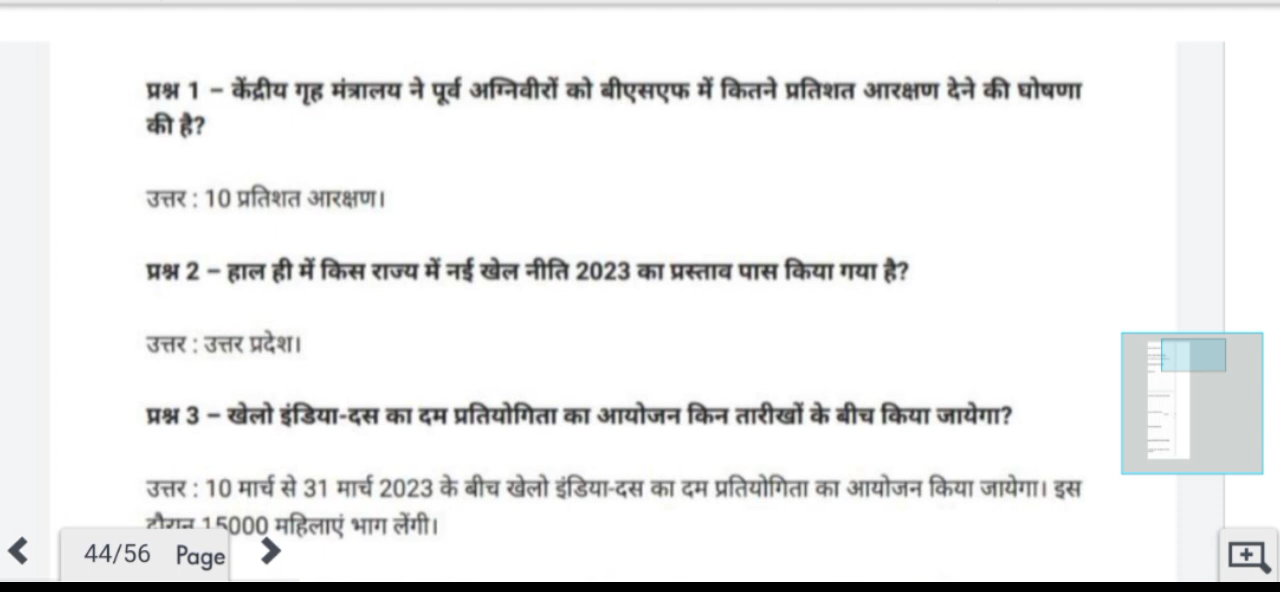 प्रश्न 1 – केंद्रीय गृह मंत्रालय ने पूर्व अग्निवीरों को बीएसएफ में कितने प्रतिशत आरक्षण देने की घोषणा
की है?
उत्तर : 10 प्रतिशत आरक्षण।
प्रश्न 2 – हाल ही में किस राज्य में नई खेल नीति 2023 का प्रस्ताव पास किया गया है?
उत्तर : उत्तर प्रदेश।
प्रश्न 3 – खेलो इंडिया-दस का दम प्रतियोगिता का आयोजन किन तारीखों के बीच किया जायेगा?
उत्तर : 10 मार्च से 31 मार्च 2023 के बीच खेलो इंडिया-दस का दम प्रतियोगिता का आयोजन किया जायेगा। इस
दौरान 15000 महिलाएं भाग लेंगी।
44/56 Page